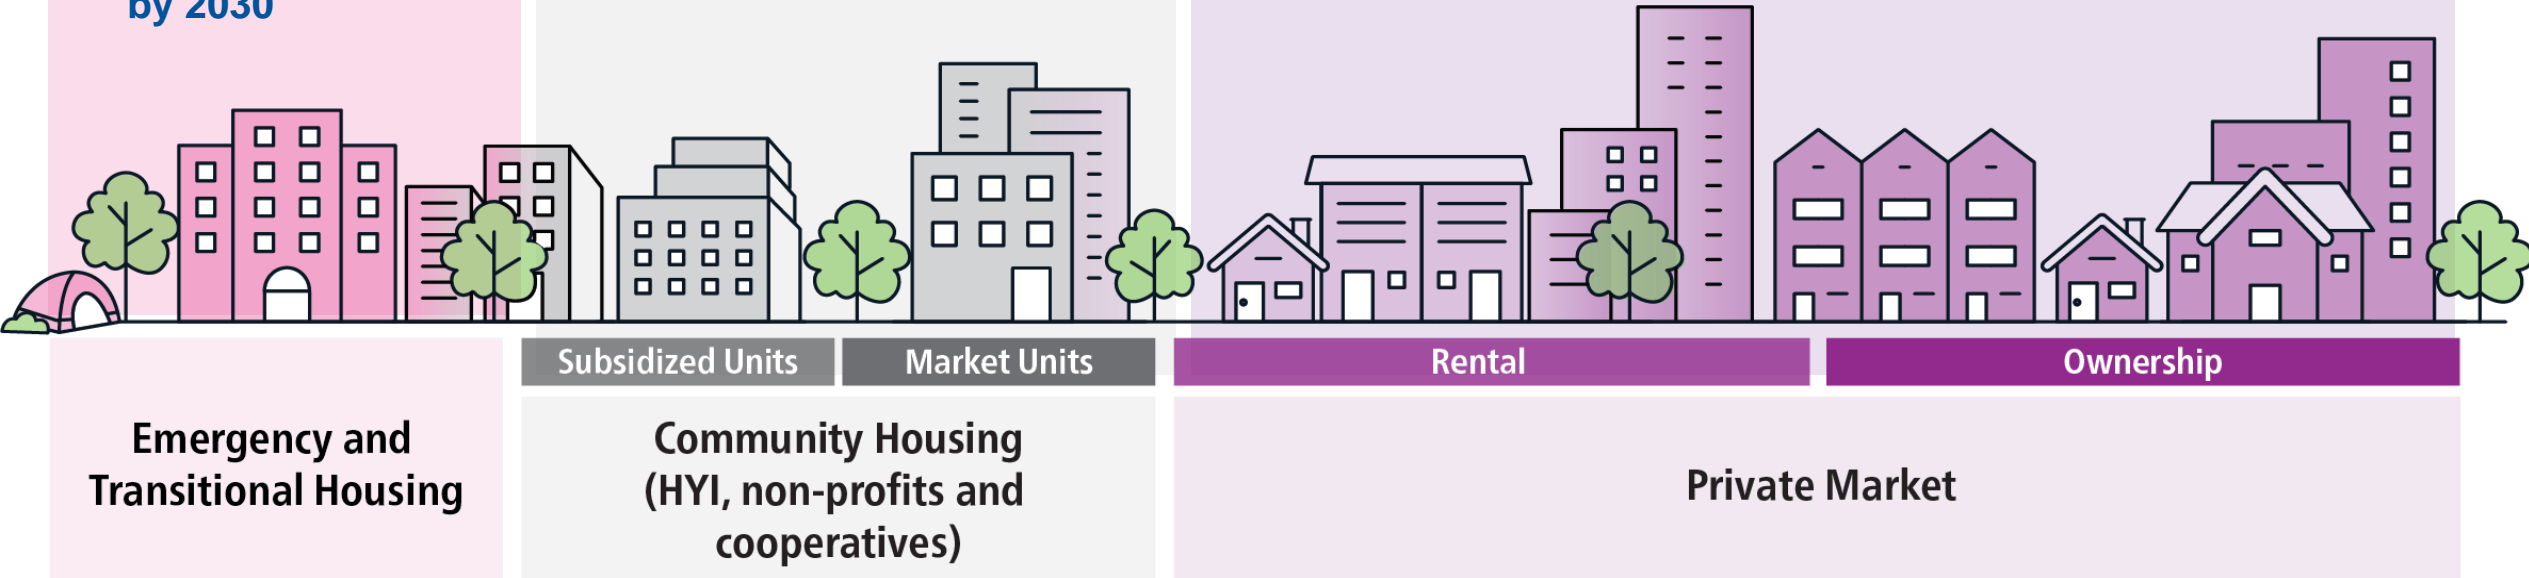 by 2030
Subsidized Units
Market Units
Rental
Ownership
Emergency and
Transitional Housing
Community Housing
(HYI, non-profits and
cooperatives)
Private Market